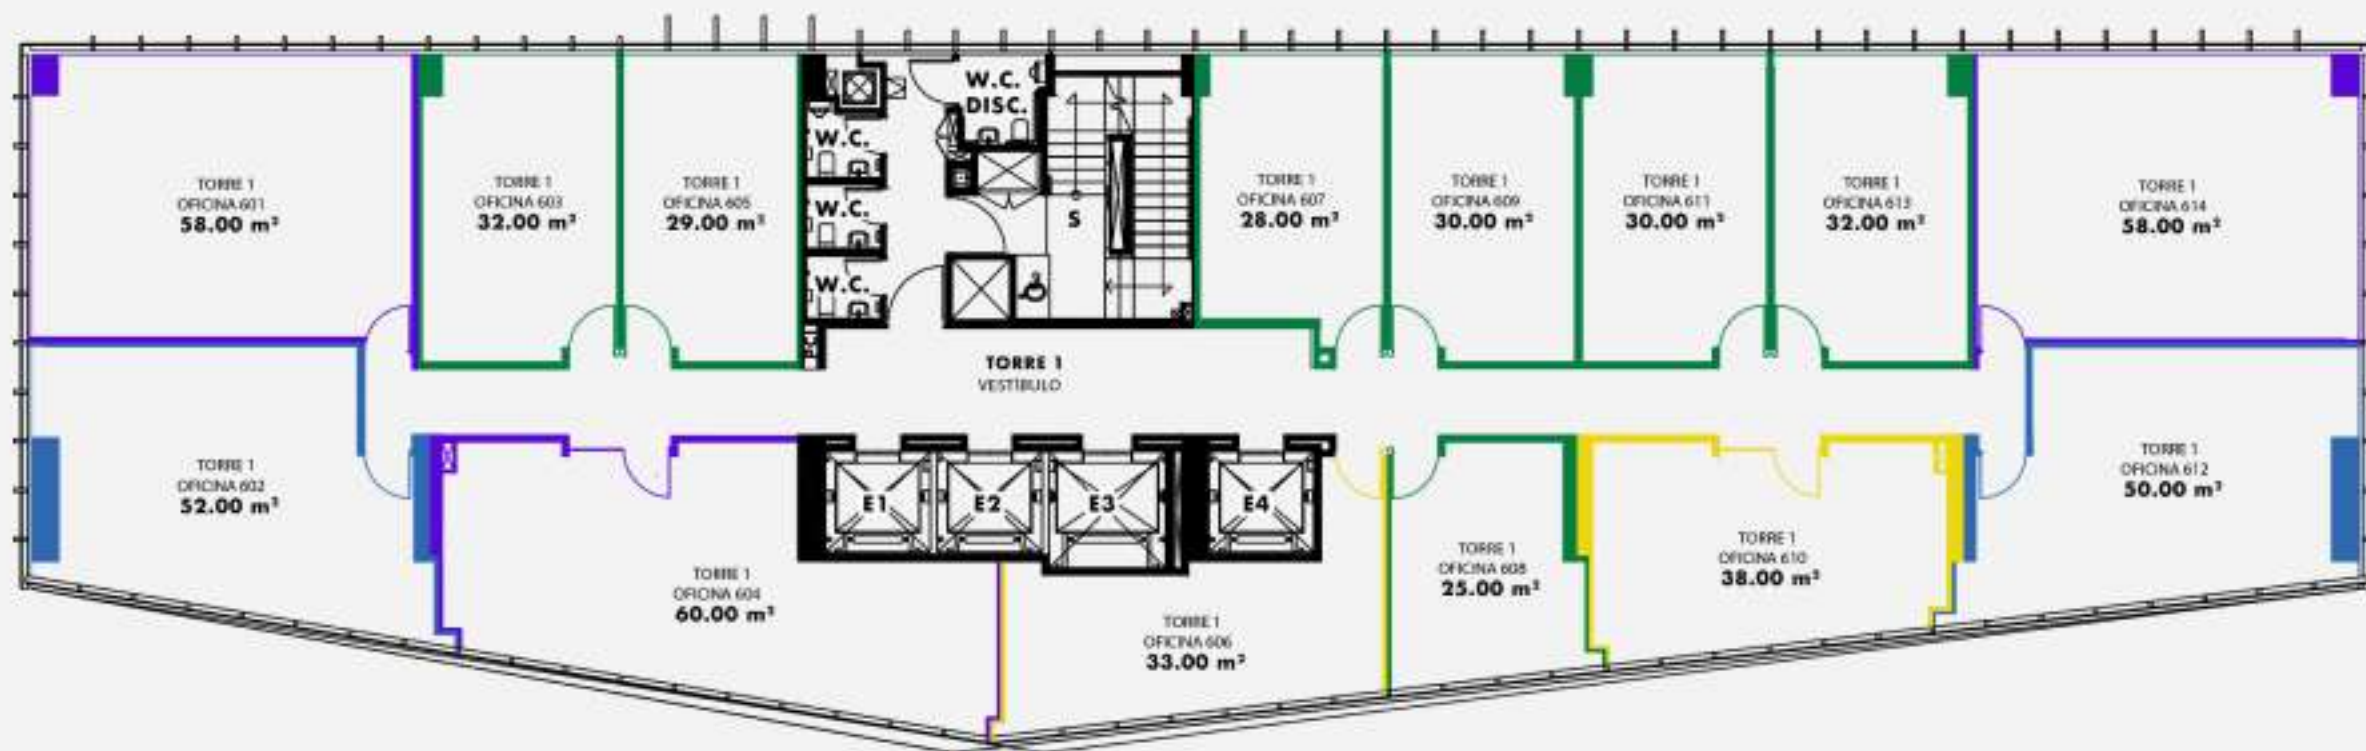 TORRE 1
OFICINA 601
58.00 m²
TORRE 1
OFICINA 603
32.00 m²
TORRE 1
OFICINA 605
29.00 m²
W.C.
DISC.
W.C.
W.C.
W.C.
S
PCI
TORRE 1
OFICINA 607
28.00 m²
TORRE 1
OFICINA 609
30.00 m²
TORRE 1
OFICINA 611
30.00 m²
TORRE 1
OFICINA 613
32.00 m²
TORRE 1
OFICINA 614
58.00 m²
TORRE 1
VESTÍBULO
TORRE 1
OFICINA 602
52.00 m²
TORRE 1
OFICINA 604
60.00 m²
E1
E2
E3
E4
TORRE 1
OFICINA 606
33.00 m²
TORRE 1
OFICINA 608
25.00 m²
TORRE 1
OFICINA 610
38.00 m²
TORRE 1
OFICINA 612
50.00 m²